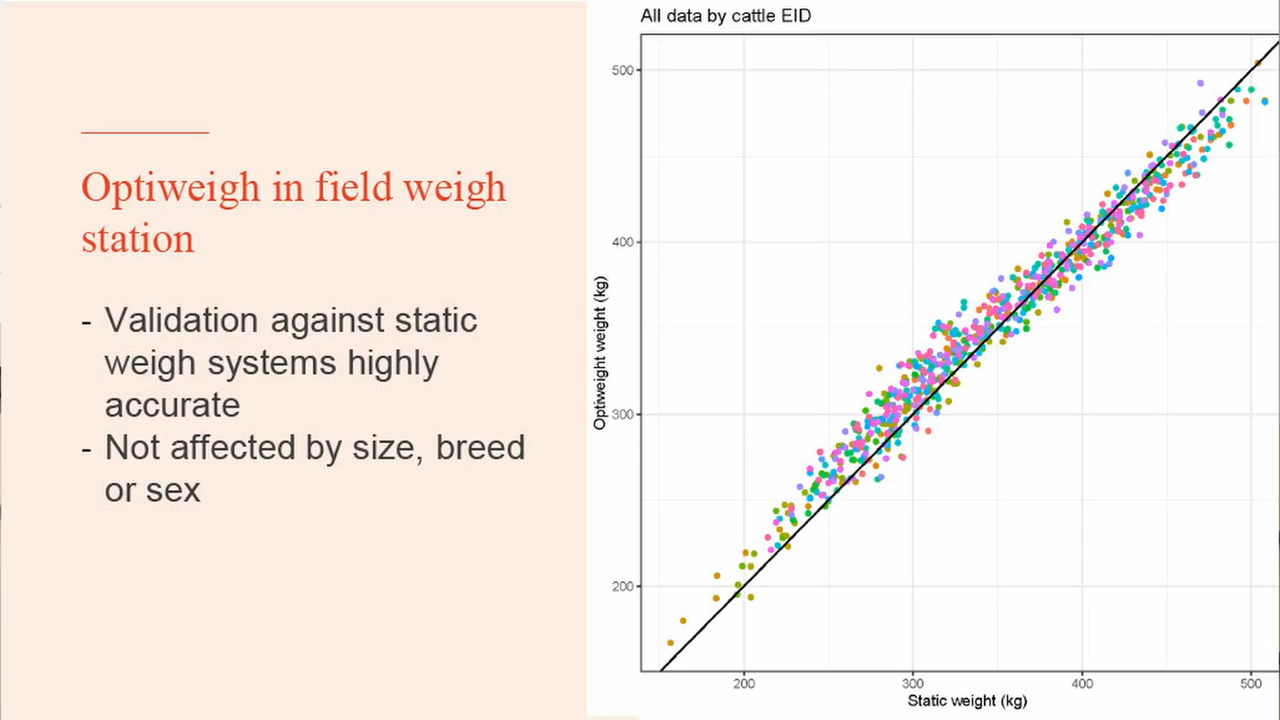 Optiweigh in field weigh
station
- Validation against static
weigh systems highly
accurate
- Not affected by size, breed
or sex
All data by cattle EID
Optiweight weight (kg)
500
400
300
200
200 300 400 500
Static weight (kg)